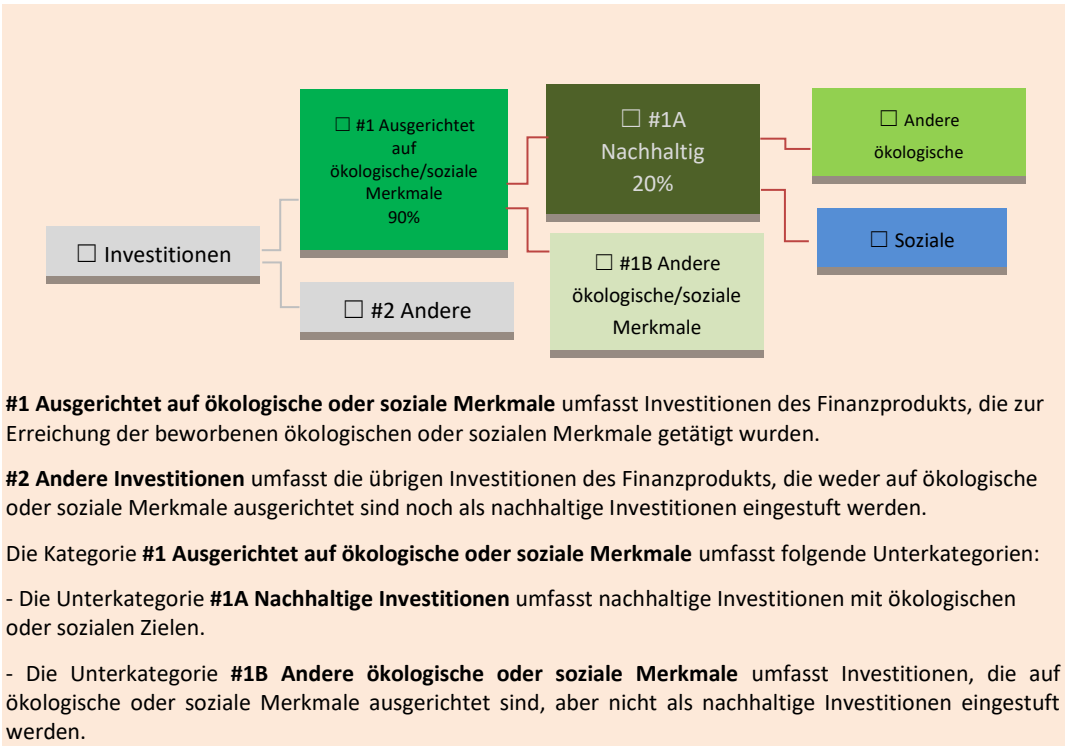 ☐ #1 Ausgerichtet
auf
ökologische/soziale
Merkmale
90%
☐ #1A
Nachhaltig
20%
☐ Andere
ökologische
☐ Soziale
☐ Investitionen
☐ #1B Andere
ökologische/soziale
Merkmale
☐ #2 Andere
#1 Ausgerichtet auf ökologische oder soziale Merkmale umfasst Investitionen des Finanzprodukts, die zur
Erreichung der beworbenen ökologischen oder sozialen Merkmale getätigt wurden.
#2 Andere Investitionen umfasst die übrigen Investitionen des Finanzprodukts, die weder auf ökologische
oder soziale Merkmale ausgerichtet sind noch als nachhaltige Investitionen eingestuft werden.
Die Kategorie #1 Ausgerichtet auf ökologische oder soziale Merkmale umfasst folgende Unterkategorien:
- Die Unterkategorie #1A Nachhaltige Investitionen umfasst nachhaltige Investitionen mit ökologischen
oder sozialen Zielen.
- Die Unterkategorie #1B Andere ökologische oder soziale Merkmale umfasst Investitionen, die auf
ökologische oder soziale Merkmale ausgerichtet sind, aber nicht als nachhaltige Investitionen eingestuft
werden.